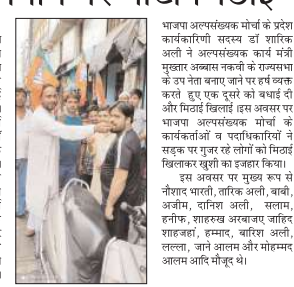 भाजपा अल्पसंख्यक मोर्चा के प्रदेश
कार्यकारिणी सदस्य डॉ शारिक
अली ने अल्पसंख्यक कार्य मंत्री
मुख्तार अब्बास नकवी के राज्यसभा
के उप नेता बनाए जाने पर हर्ष व्यक्त
करते हुए एक दूसरे को बधाई दी
और मिठाई खिलाई।इस अवसर पर
भाजपा अल्पसंख्यक मोर्चा के
कार्यकर्ताओं व पदाधिकारियों ने
सड़क पर गुजर रहे लोगों को मिठाई
खिलाकर खुशी का इजहार किया।
इस अवसर पर मुख्य रूप से
नौशाद भारती, तारिक अली, बाबी,
अजीम, दानिश अली, सलाम,
हनीफ, शाहरुख अरबाजए जाहिद
शाहजहां, हम्माद, बारिश अली,
लल्ला, जाने आलम और मोहम्मद
आलम आदि मौजूद थे।